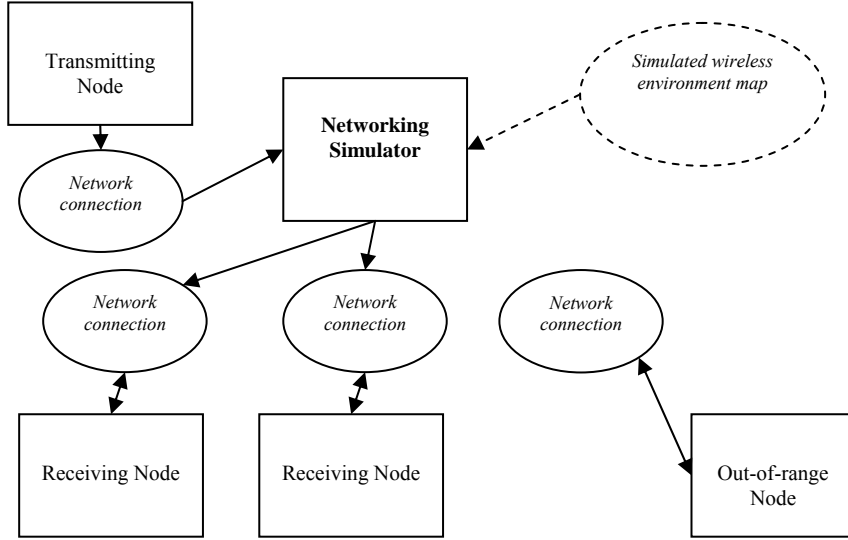 Transmitting
Node
Simulated wireless
environment map
Networking
Simulator
Network
connection
Network
connection
Network
connection
Network
connection
Receiving Node
Receiving Node
Out-of-range
Node